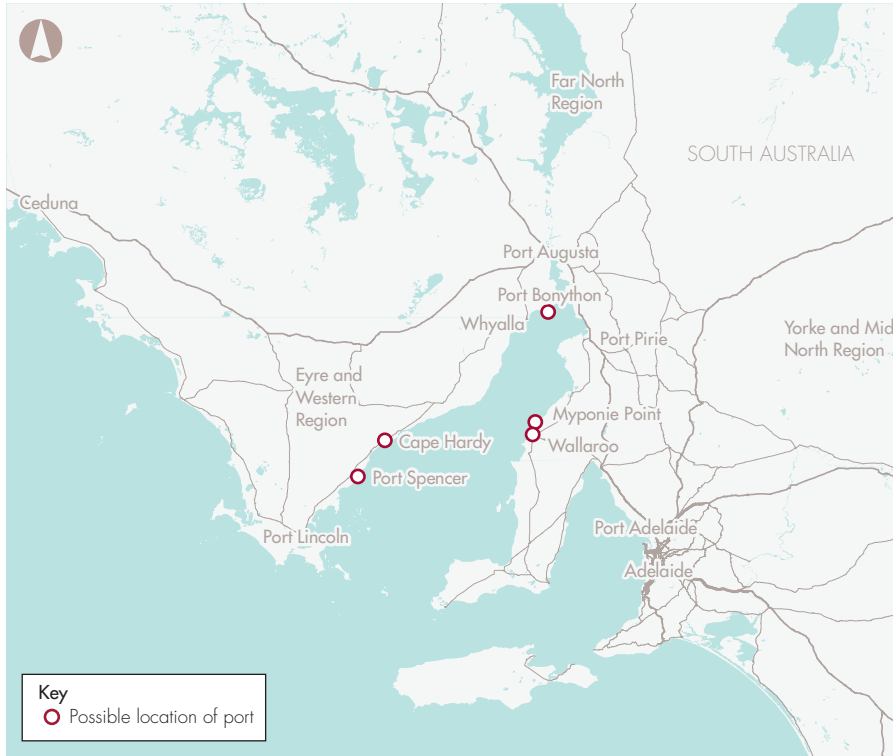 Far North
Region
SOUTH AUSTRALIA
Ceduna
Port Augusta
Port Bonython
Whyalla
Port Pirie
Yorke and Mid
North Region
Eyre and
Western
Region
Myponie Point
Cape Hardy
Wallaroo
Port Spencer
Port Lincoln
Port Adelaide
Adelaide
Key
Possible location of port